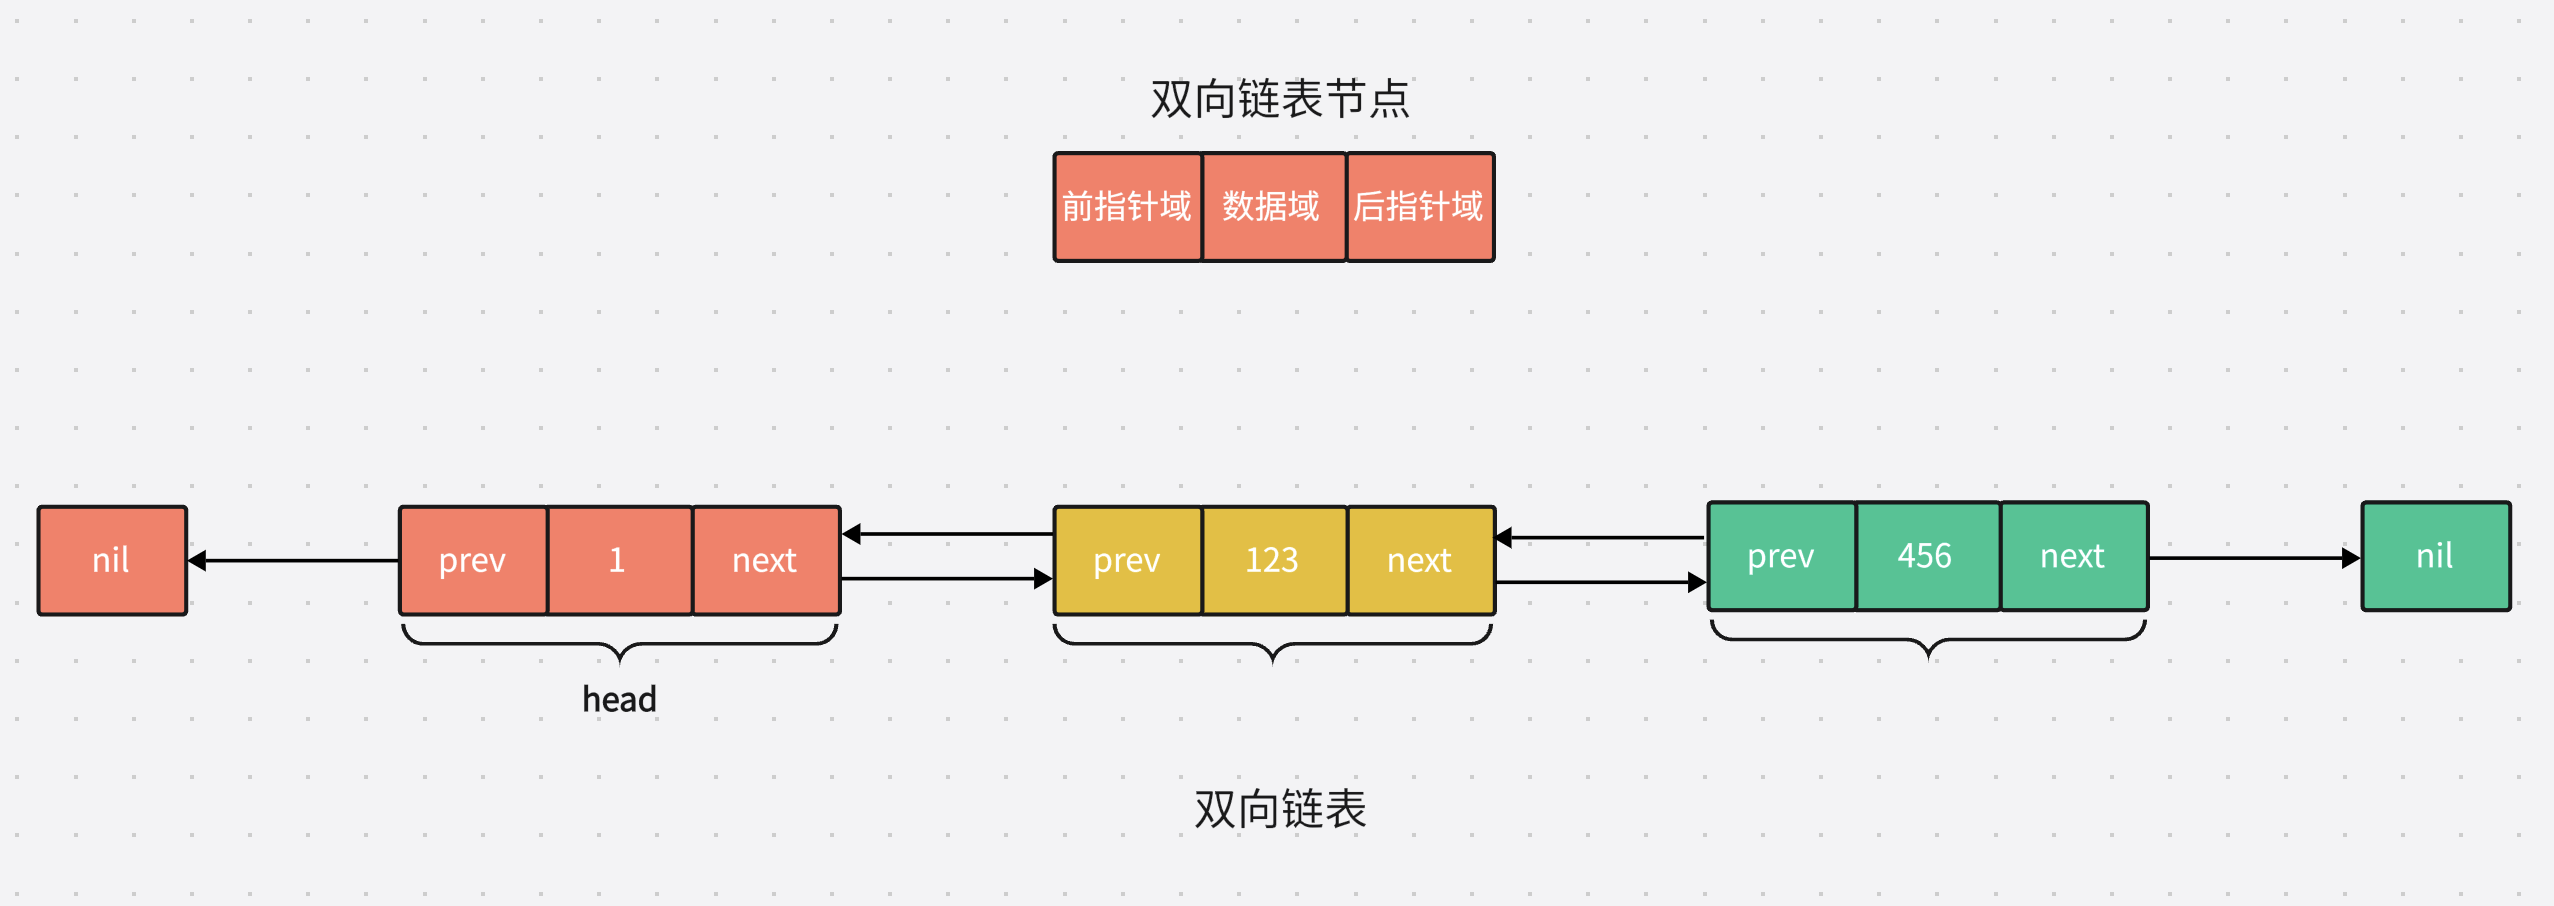 双向链表节点
前指针域 数据域 后指针域
nil prev 1 next prev 123 next prev 456 next nil
head
双向链表